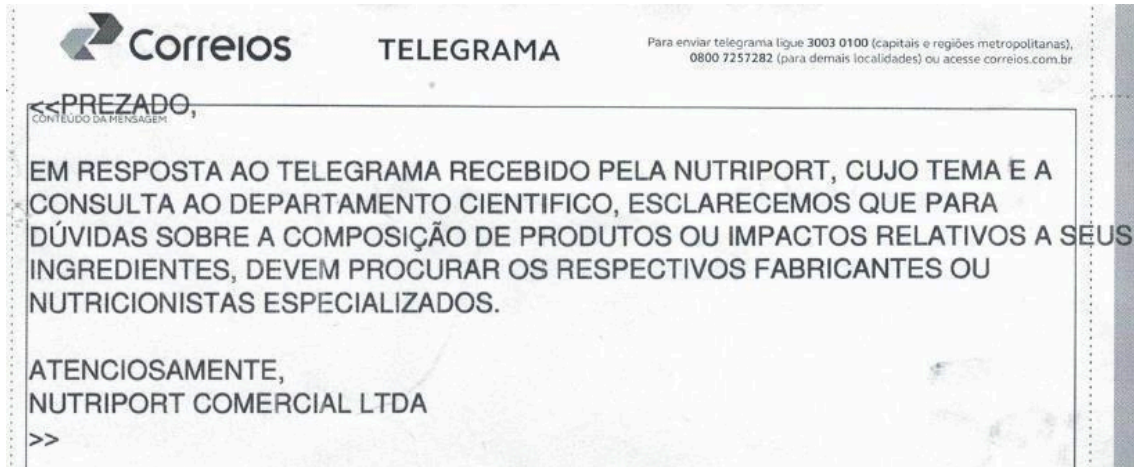 Correios
TELEGRAMA
Para enviar telegrama ligue 3003 0100 (capitais e regiões metropolitanas),
0800 7257282 (para demais localidades) ou acesse correios.com.br
<<PREZADO,
CONTEÚDO DA MENSAGEM
EM RESPOSTA AO TELEGRAMA RECEBIDO PELA NUTRIPORT, CUJO TEMA E A
CONSULTA AO DEPARTAMENTO CIENTIFICO, ESCLARECEMOS QUE PARA
DÚVIDAS SOBRE A COMPOSIÇÃO DE PRODUTOS OU IMPACTOS RELATIVOS A SEUS
INGREDIENTES, DEVEM PROCURAR OS RESPECTIVOS FABRICANTES OU
NUTRICIONISTAS ESPECIALIZADOS.
ATENCIOSAMENTE,
NUTRIPORT COMERCIAL LTDA
>>